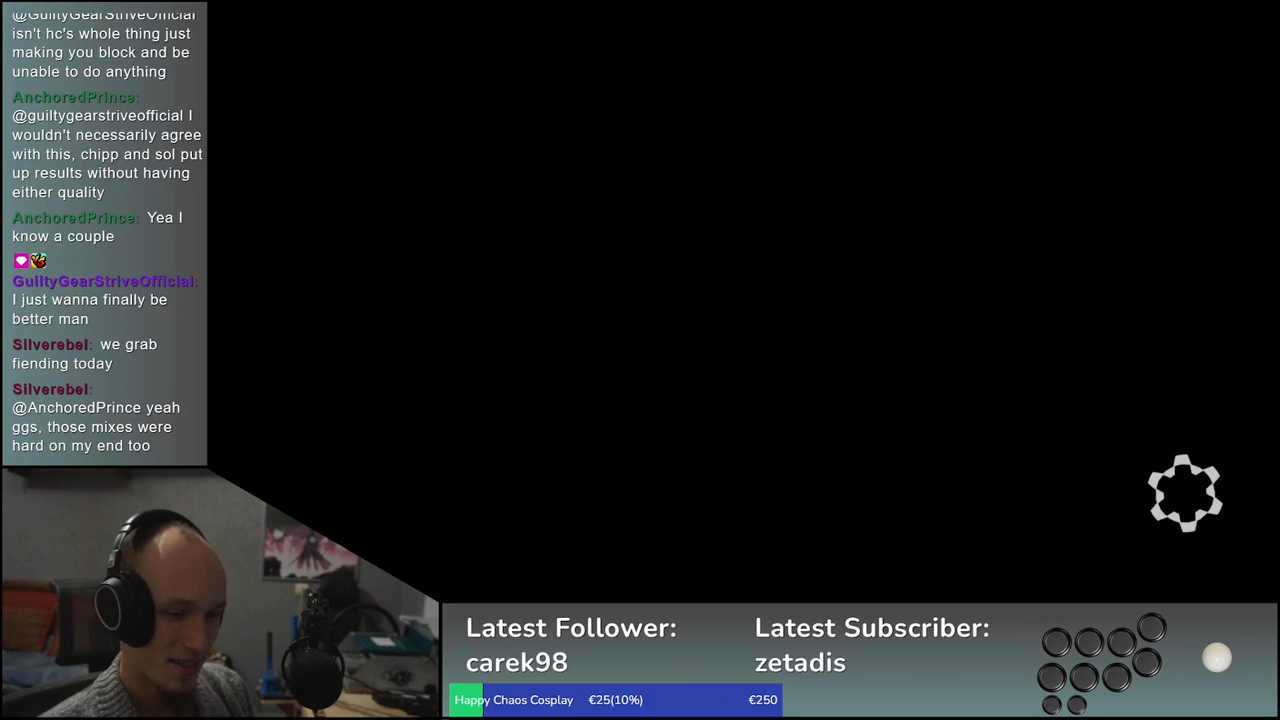 @GuiltyGearStriveOfficial
isn't hc's whole thing just
making you block and be
unable to do anything
AnchoredPrince:
@guiltygearstriveofficial I
wouldn't necessarily agree
with this, chipp and sol put
up results without having
either quality
AnchoredPrince: Yea I
know a couple
GuiltyGearStriveOfficial:
I just wanna finally be
better man
Silverebel: we grab
fiending today
Silverebel:
@AnchoredPrince yeah
ggs, those mixes were
hard on my end too
Latest Follower:
carek98
Latest Subscriber:
zetadis
Happy Chaos Cosplay €25(10%) €250